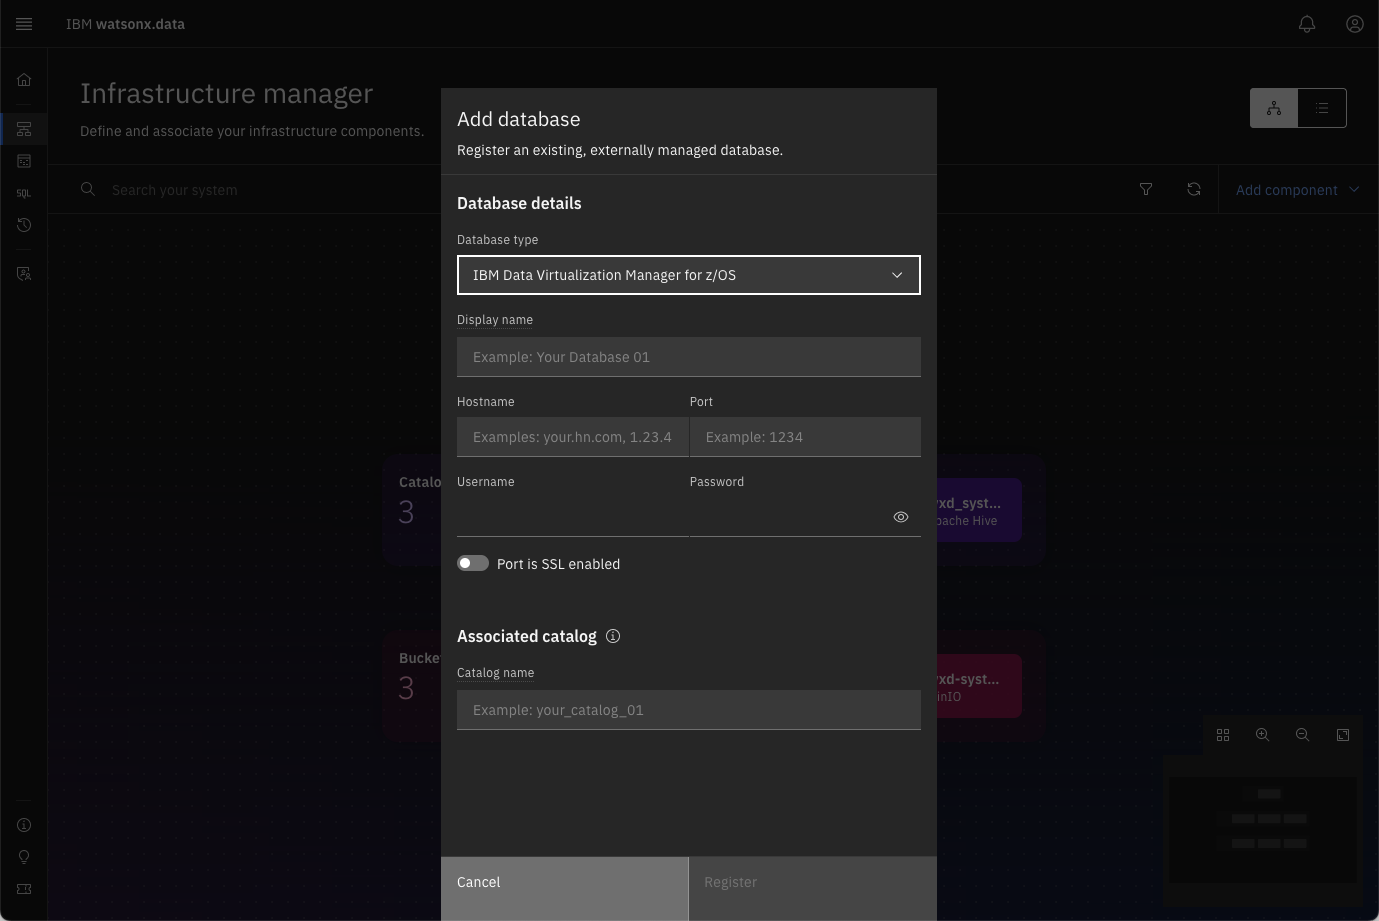 IBM watsonx.data
Infrastructure manager
Define and associate your infrastructure components.
Search your system
Add component
SQL
Add database
Register an existing, externally managed database.
Database details
Database type
IBM Data Virtualization Manager for z/OS
Display name
Example: Your Database 01
Hostname
Port
Examples: your.hn.com, 1.23.4
Example: 1234
Username
Password
Port is SSL enabled
Associated catalog
Catalog name
Example: your_catalog_01
Cancel
Register
Catalo
3
xd_syst...
pache Hive
Bucke
3
xd-syst...
inIO